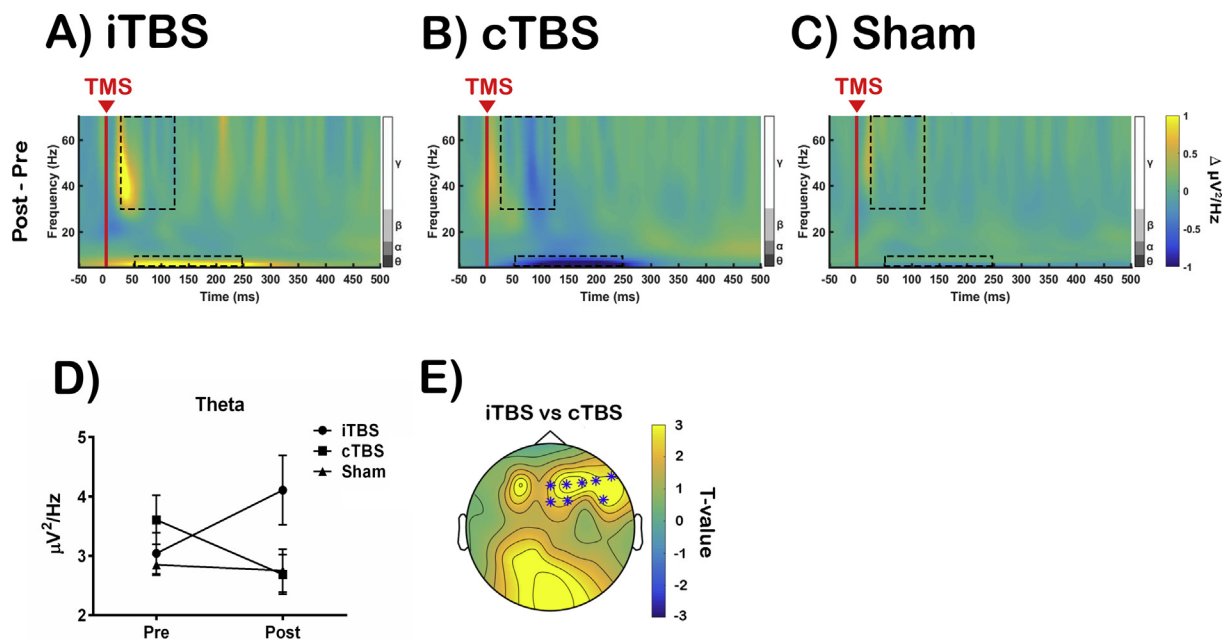 A) iTBS
B) cTBS
C) Sham
TMS
TMS
TMS
Post - Pre
Frequency (Hz)
60
40
20
γ
β
α
θ
-50 0 50 100 150 200 250 300 350 400 450 500
Time (ms)
Frequency (Hz)
60
40
20
γ
β
α
θ
-50 0 50 100 150 200 250 300 350 400 450 500
Time (ms)
Frequency (Hz)
60
40
20
γ
β
α
θ
-50 0 50 100 150 200 250 300 350 400 450 500
Time (ms)
1
0.5
0
-0.5
-1
Δ μV²/Hz
D)
Theta
iTBS
cTBS
Sham
μV²/Hz
5
4
3
2
Pre Post
E)
iTBS vs cTBS
3
2
1
0
-1
-2
-3
T-value